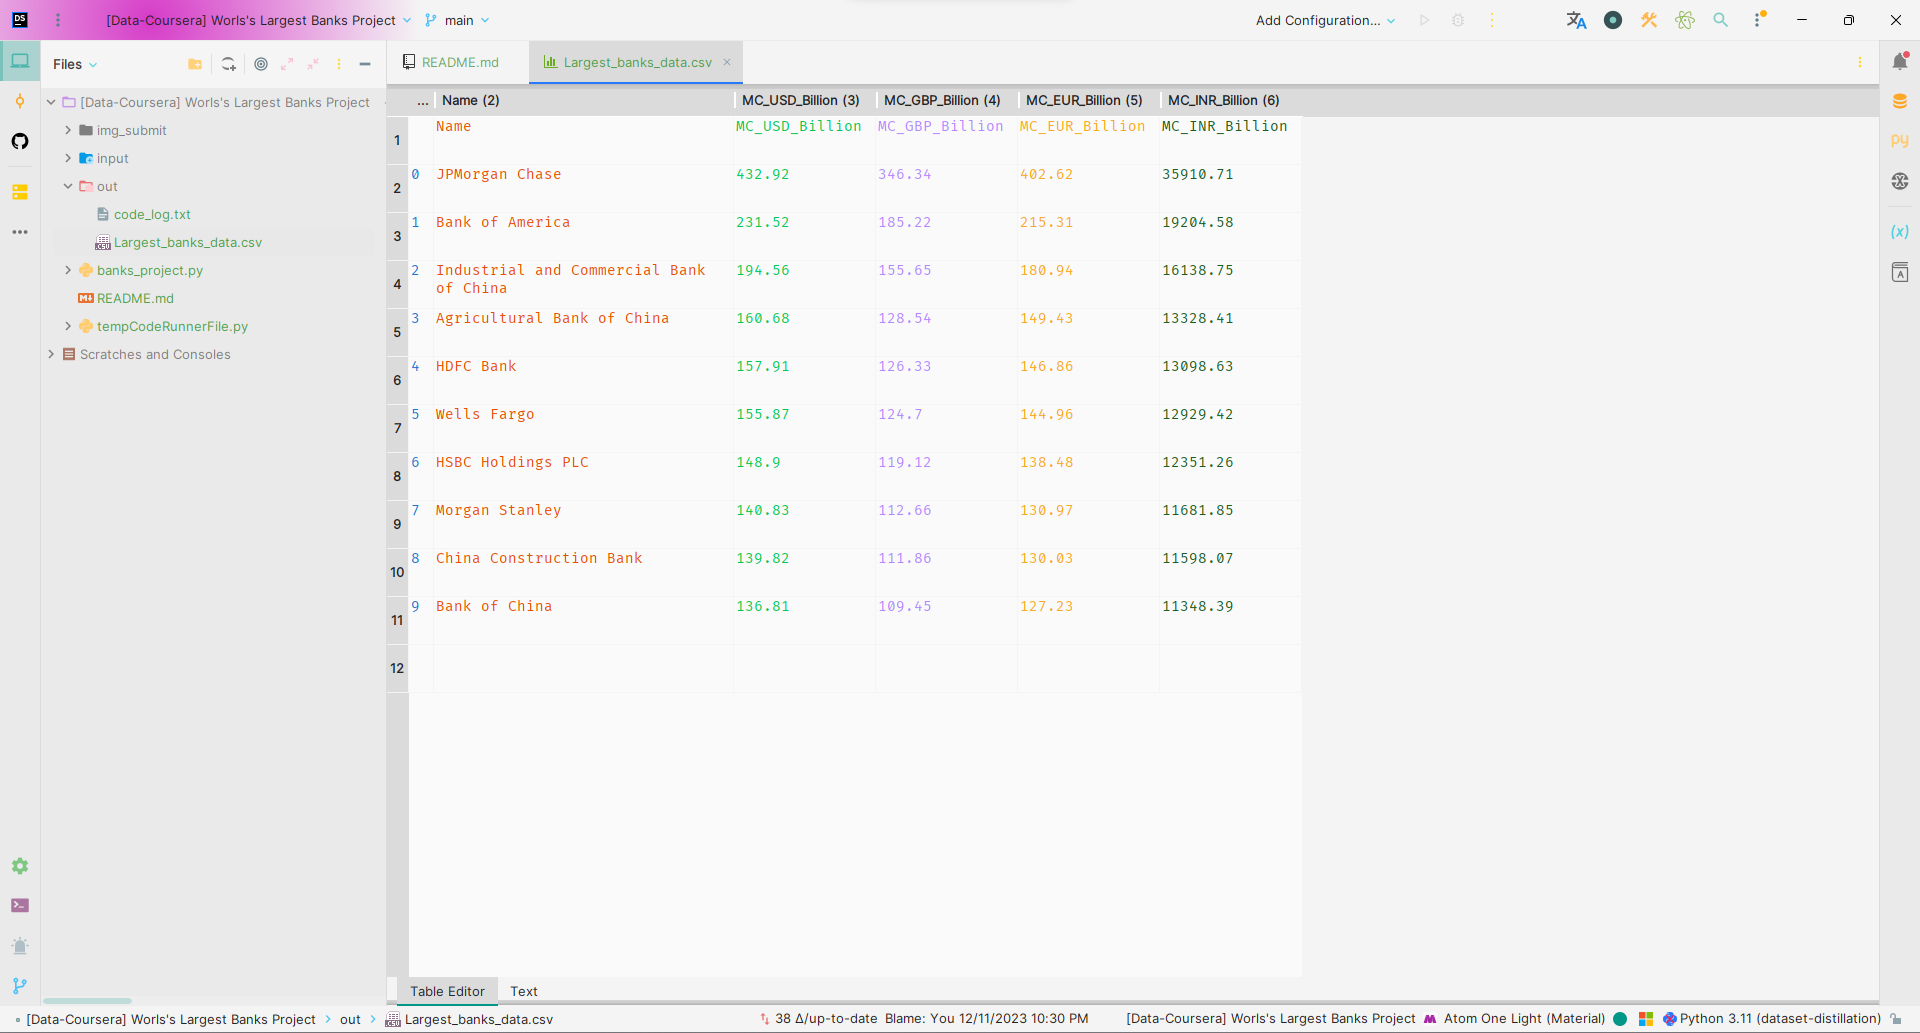 DS [Data-Coursera] Worls's Largest Banks Project main Add Configuration...
Files
README.md Largest_banks_data.csv
[Data-Coursera] Worls's Largest Banks Project
img_submit
input
out
code_log.txt
Largest_banks_data.csv
banks_project.py
README.md
tempCodeRunnerFile.py
Scratches and Consoles
... Name (2) MC_USD_Billion (3) MC_GBP_Billion (4) MC_EUR_Billion (5) MC_INR_Billion (6)
1 Name MC_USD_Billion MC_GBP_Billion MC_EUR_Billion MC_INR_Billion
2 0 JPMorgan Chase 432.92 346.34 402.62 35910.71
3 1 Bank of America 231.52 185.22 215.31 19204.58
4 2 Industrial and Commercial Bank 194.56 155.65 180.94 16138.75
of China
5 3 Agricultural Bank of China 160.68 128.54 149.43 13328.41
6 4 HDFC Bank 157.91 126.33 146.86 13098.63
7 5 Wells Fargo 155.87 124.7 144.96 12929.42
8 6 HSBC Holdings PLC 148.9 119.12 138.48 12351.26
9 7 Morgan Stanley 140.83 112.66 130.97 11681.85
10 8 China Construction Bank 139.82 111.86 130.03 11598.07
11 9 Bank of China 136.81 109.45 127.23 11348.39
12
py
(x)
A
Table Editor Text
[Data-Coursera] Worls's Largest Banks Project out Largest_banks_data.csv 38 Δ/up-to-date Blame: You 12/11/2023 10:30 PM [Data-Coursera] Worls's Largest Banks Project Atom One Light (Material) Python 3.11 (dataset-distillation)